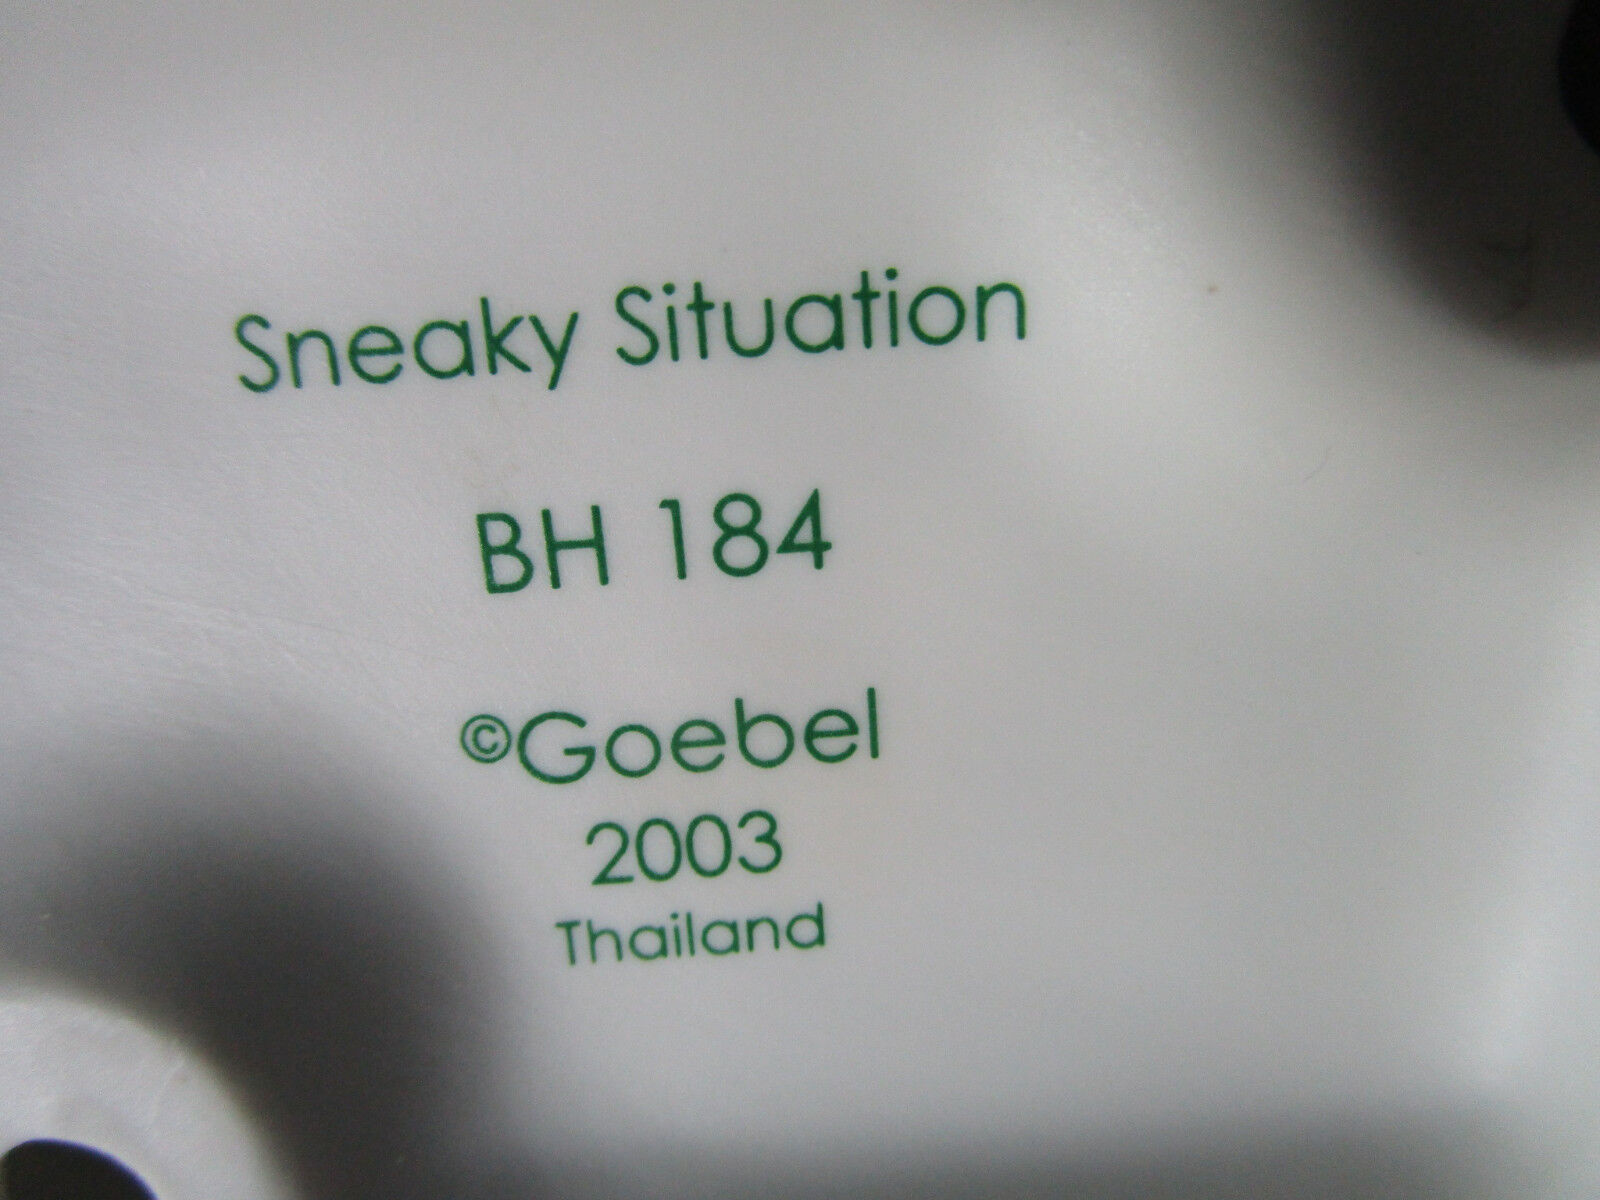 Sneaky Situation
BH 184
©Goebel
2003
Thailand